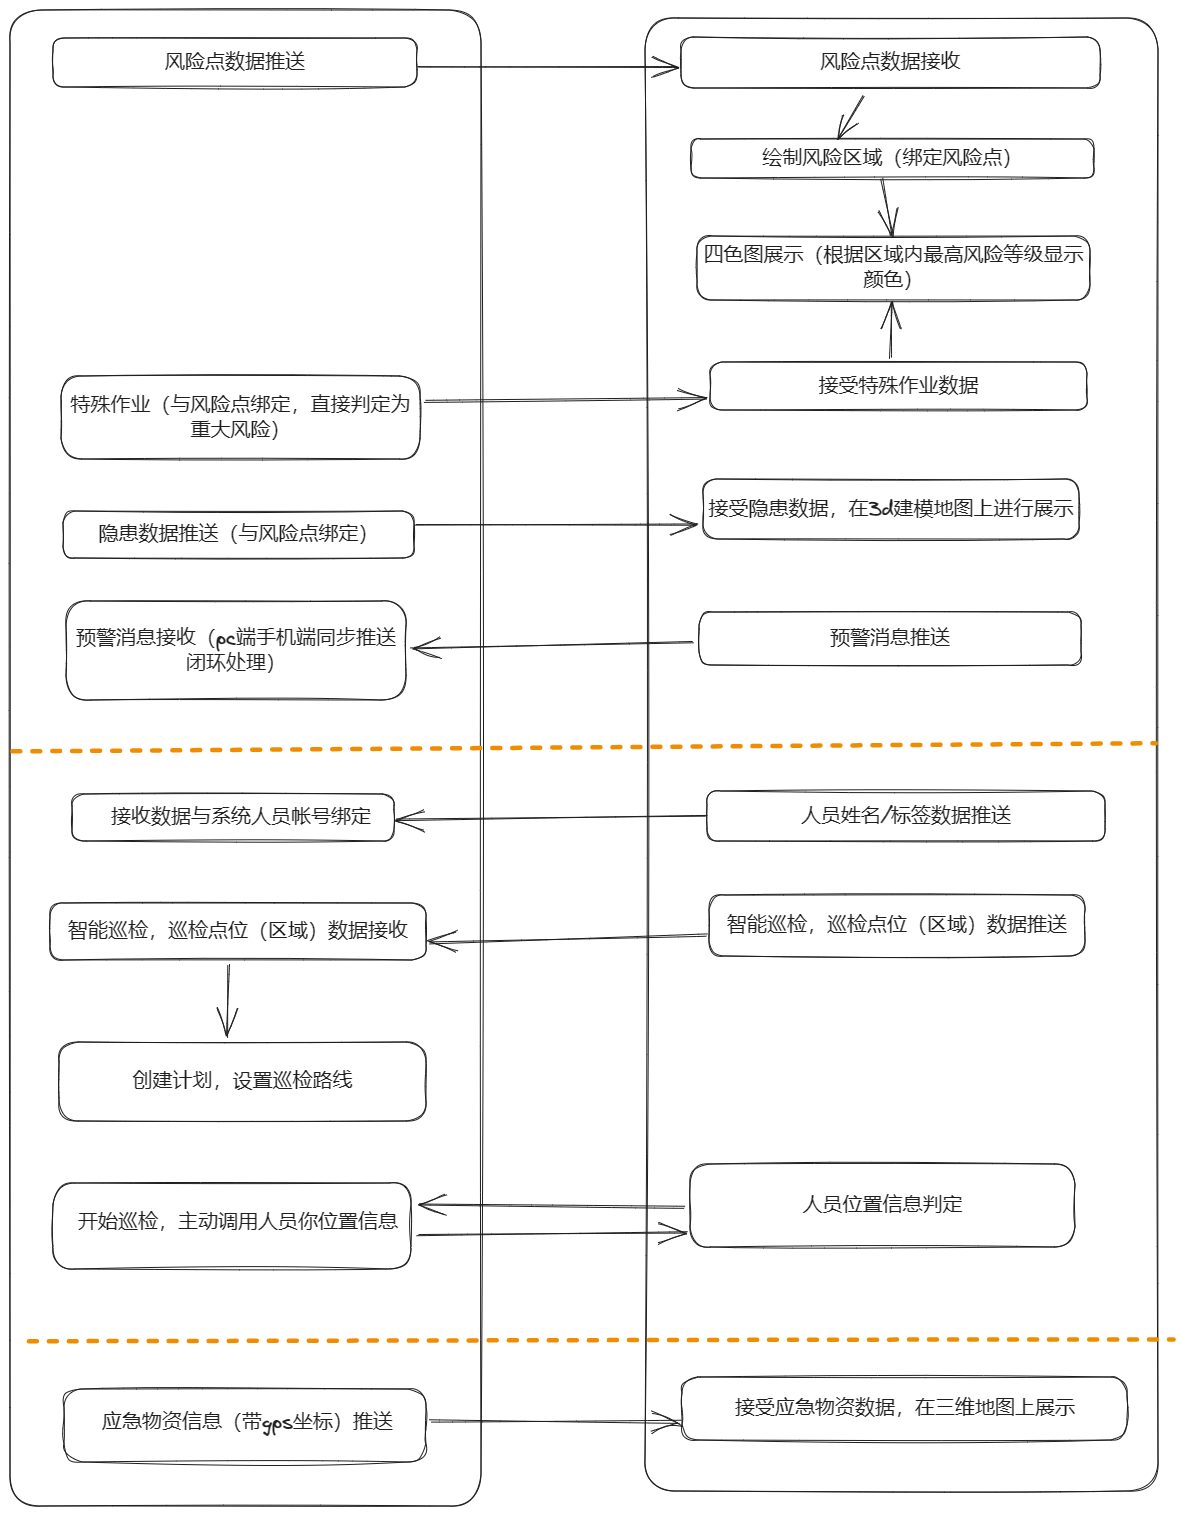 风险点数据推送
风险点数据接收
绘制风险区域（绑定风险点）
四色图展示（根据区域内最高风险等级显示
颜色）
特殊作业（与风险点绑定，直接判定为
重大风险）
接受特殊作业数据
隐患数据推送（与风险点绑定）
接受隐患数据，在3d建模地图上进行展示
预警消息接收（pc端手机端同步推送
闭环处理）
预警消息推送
接收数据与系统人员帐号绑定
人员姓名/标签数据推送
智能巡检，巡检点位（区域）数据接收
智能巡检，巡检点位（区域）数据推送
创建计划，设置巡检路线
开始巡检，主动调用人员你位置信息
人员位置信息判定
应急物资信息（带gps坐标）推送
接受应急物资数据，在三维地图上展示